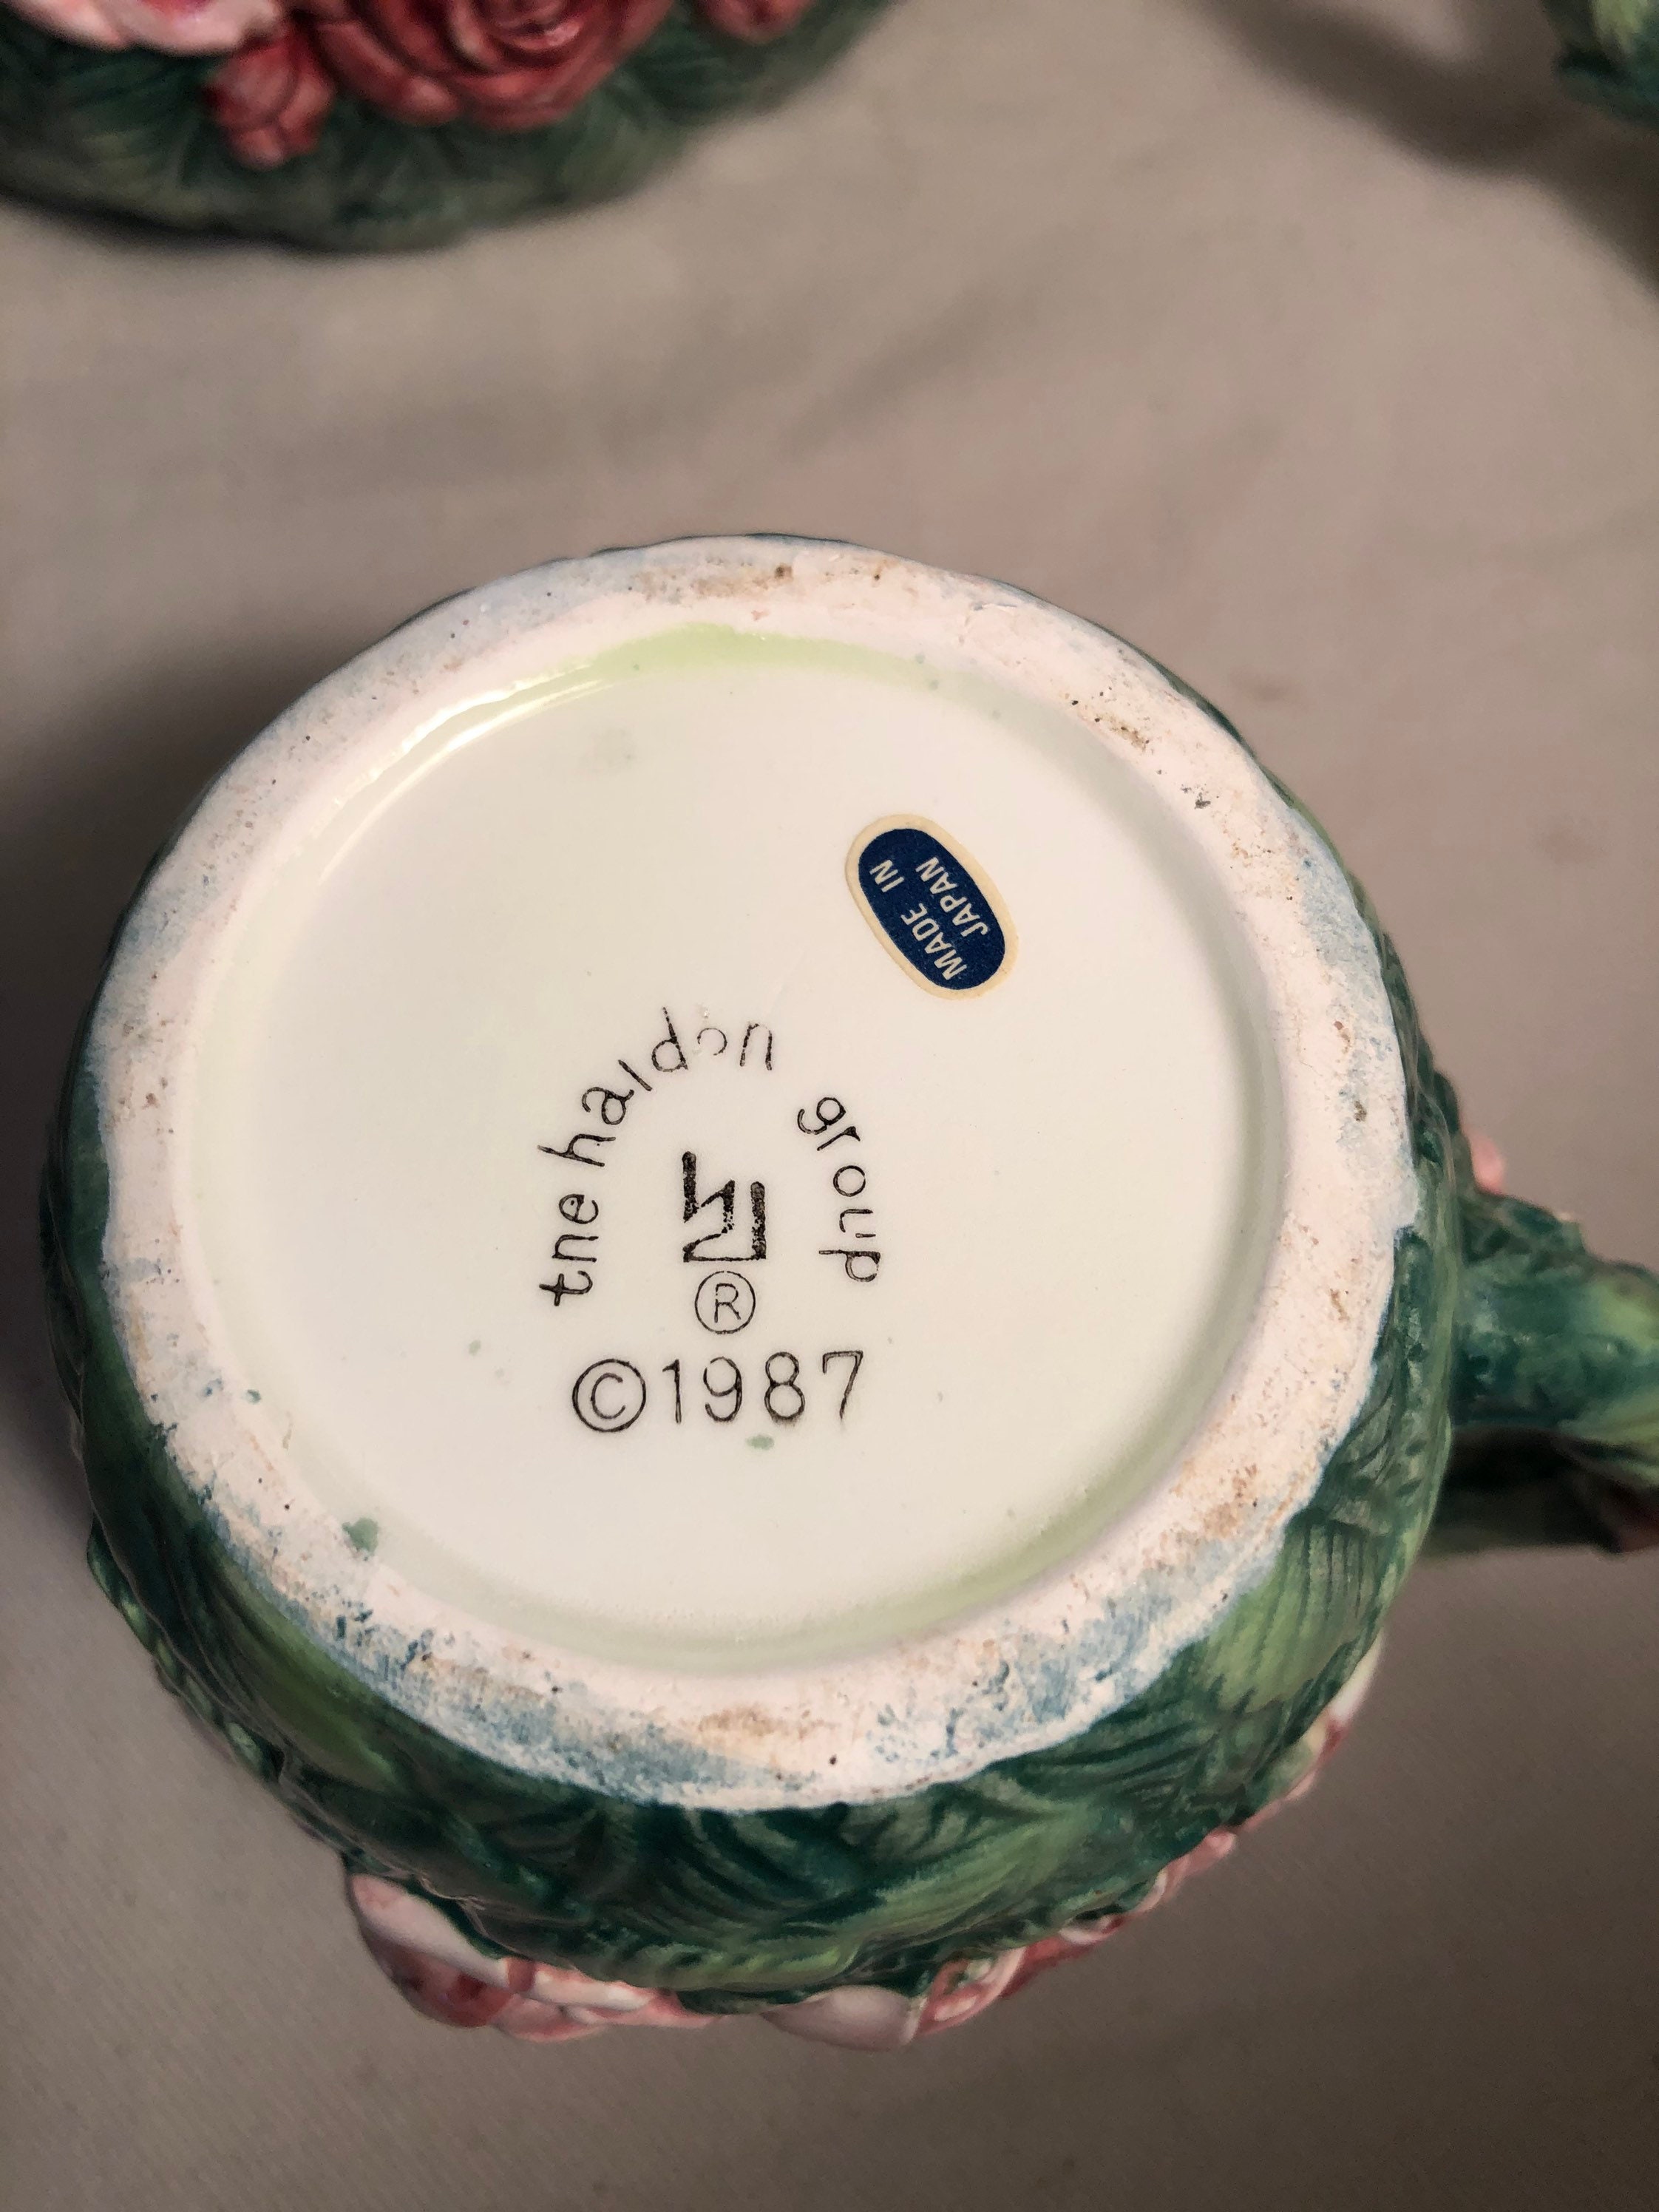 MADE IN
JAPAN
the haldon group
®
©1987